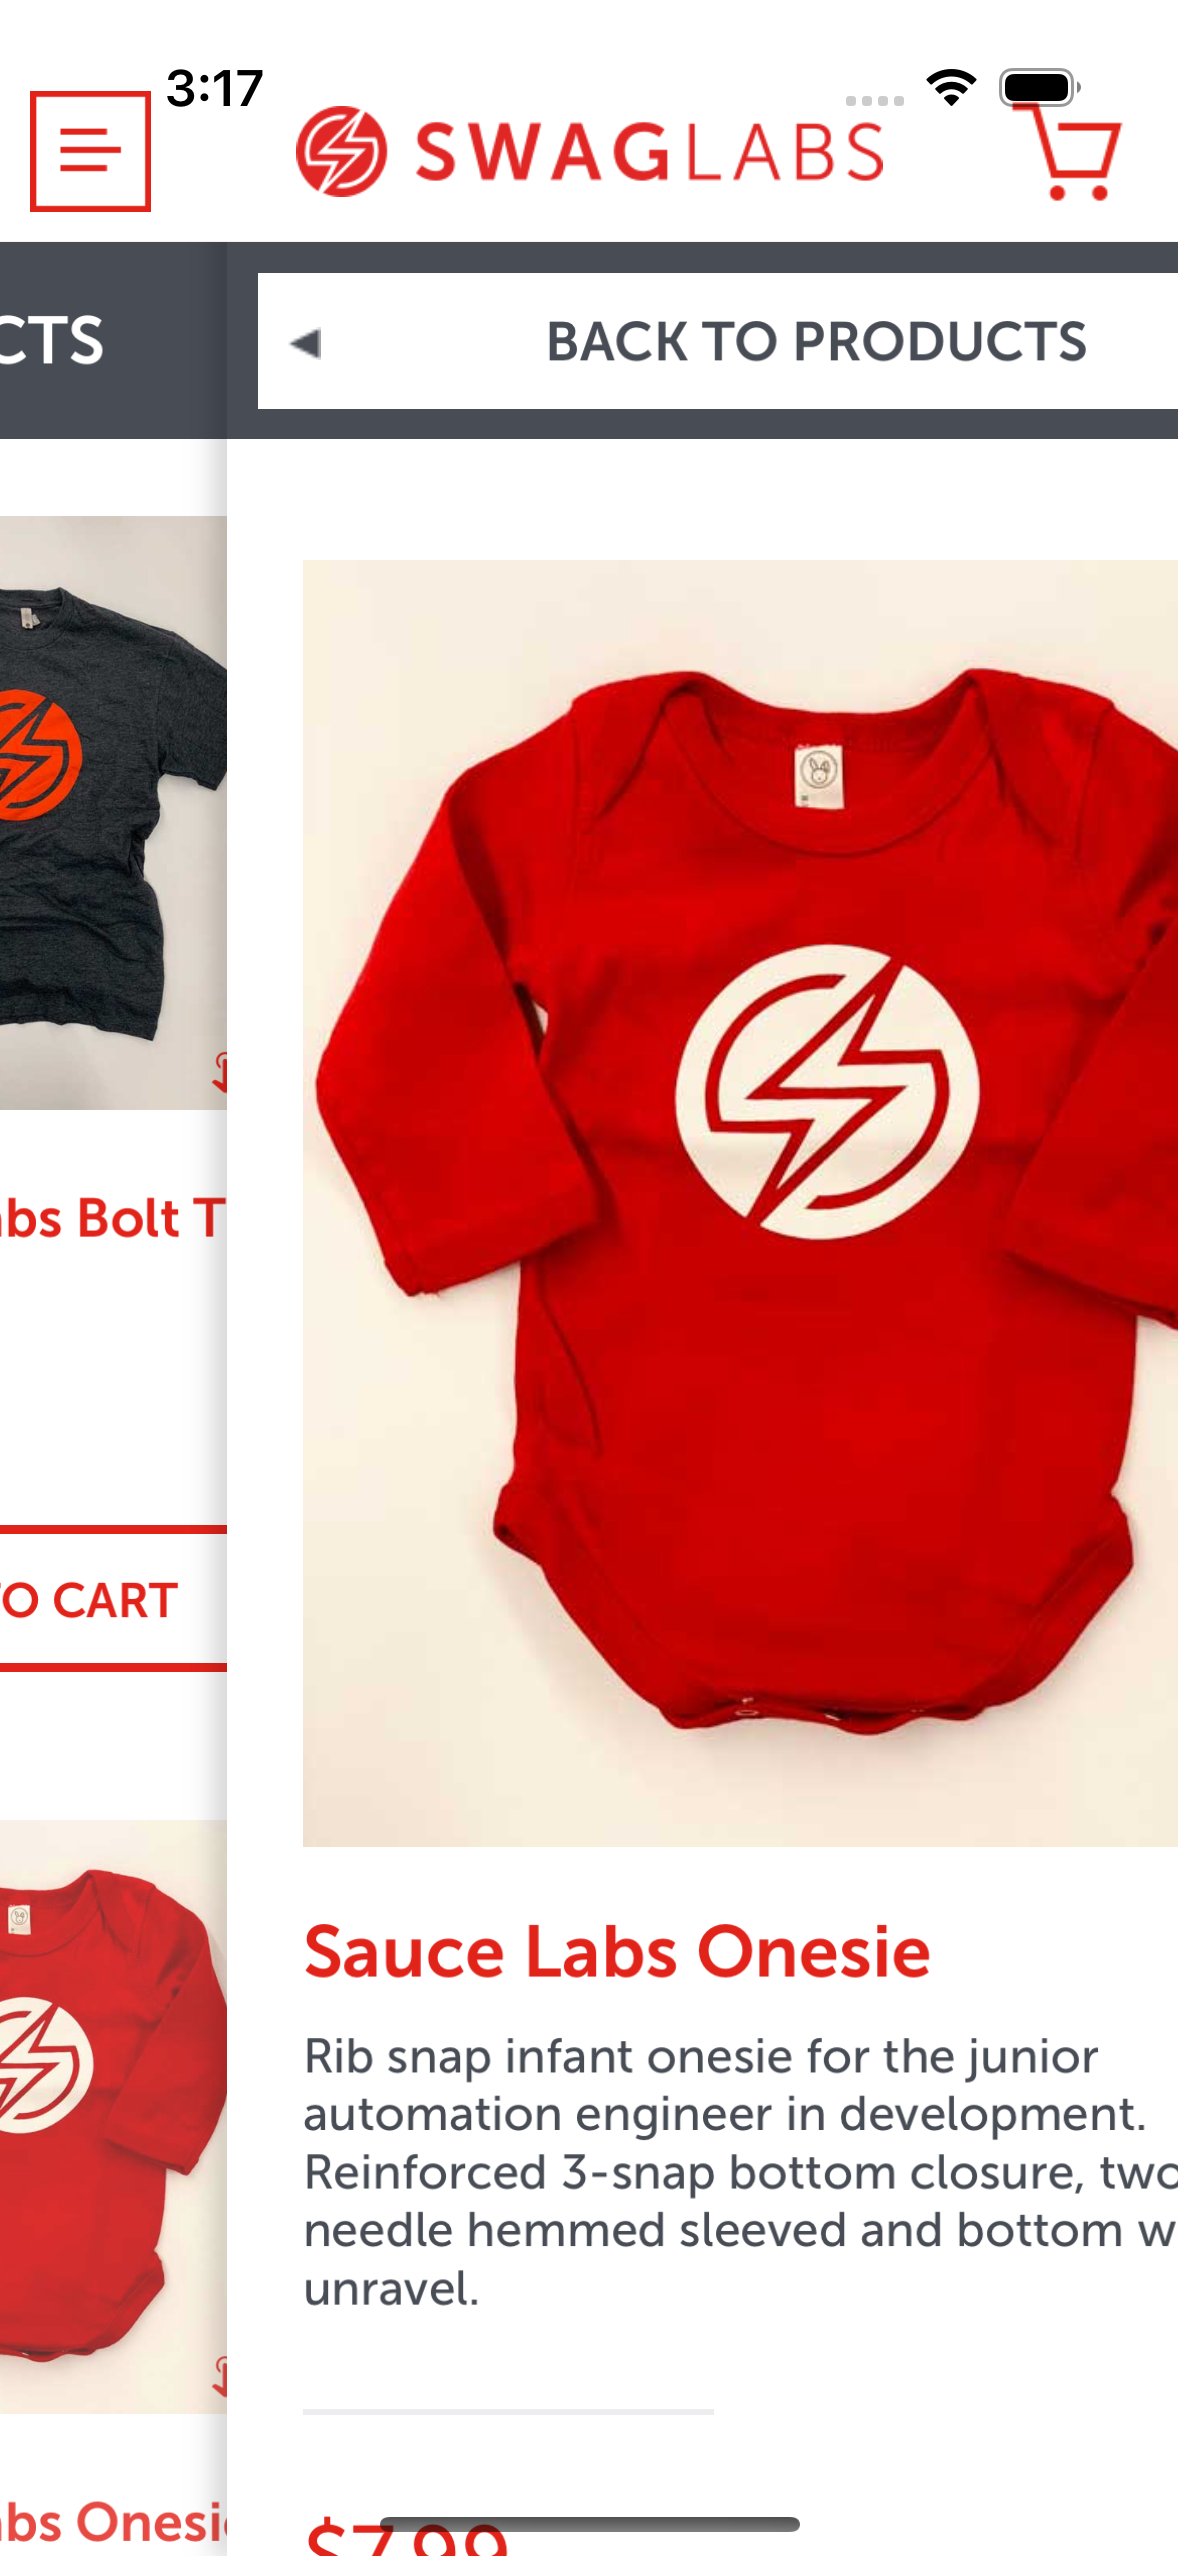 3:17
SWAGLABS
CTS
BACK TO PRODUCTS
bs Bolt T
O CART
Sauce Labs Onesie
Rib snap infant onesie for the junior
automation engineer in development.
Reinforced 3-snap bottom closure, two
needle hemmed sleeved and bottom w
unravel.
bs Onesi
$7.99